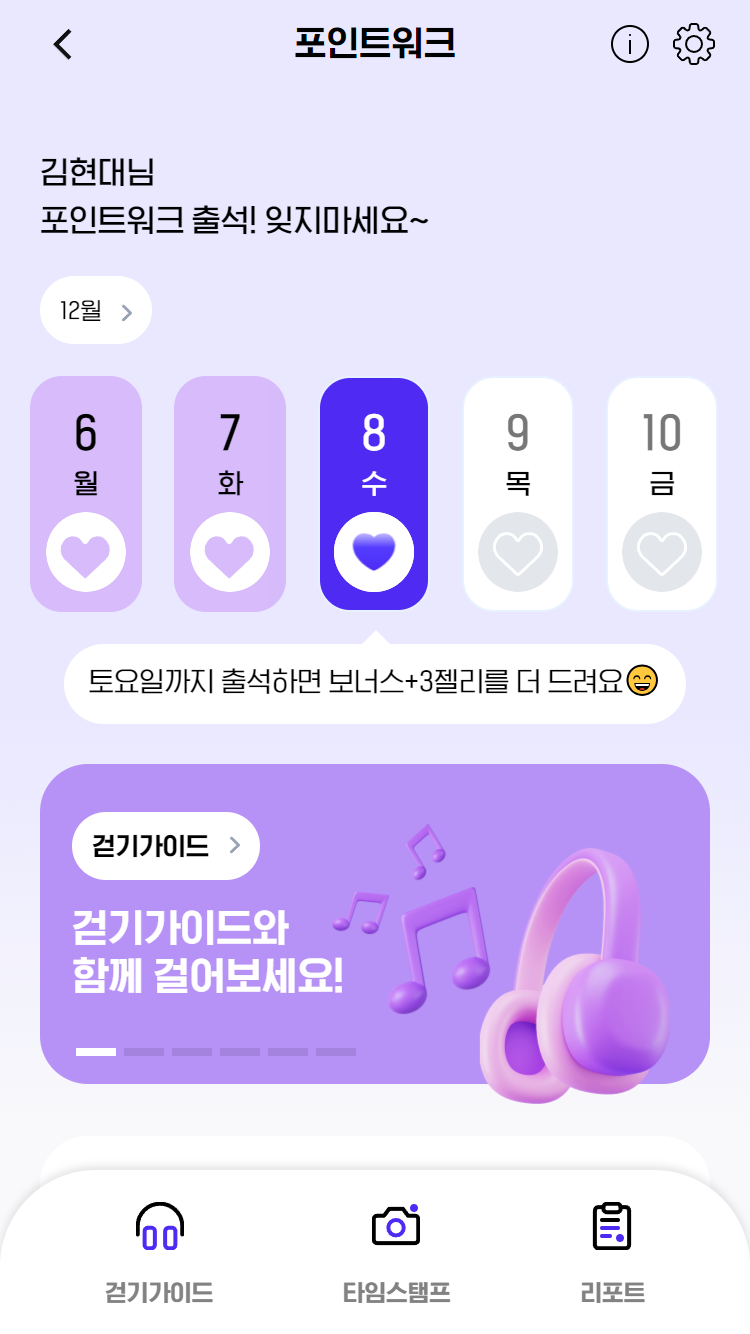 포인트워크
김현대님
포인트워크 출석! 잊지마세요~
12월
6
월
7
화
8
수
9
목
10
금
토요일까지 출석하면 보너스+3젤리를 더 드려요😄
걷기가이드
걷기가이드와
함께 걸어보세요!
걷기가이드
타임스탬프
리포트